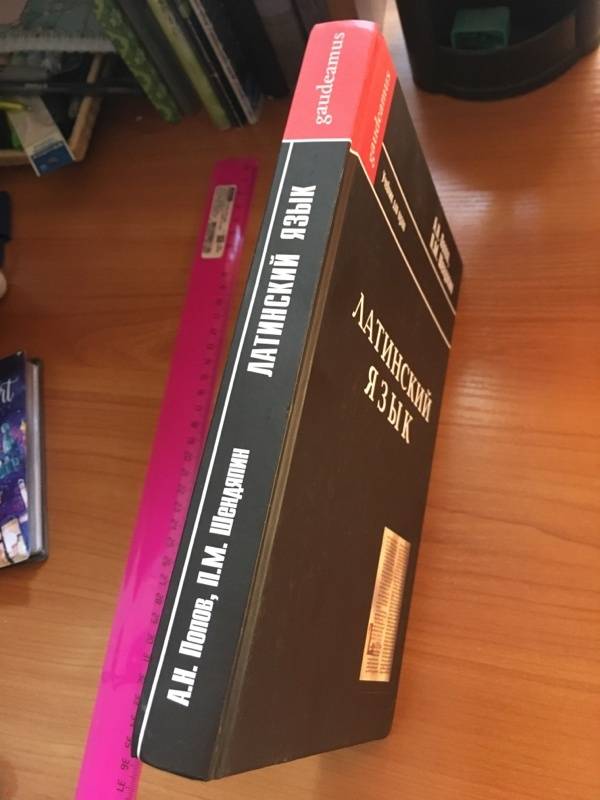 gaudeamus
ЛАТИНСКИЙ ЯЗЫК
А.Н. Попов, П.М. Шендяпин
gaudeamus
ЛАТИНСКИЙ
ЯЗЫК